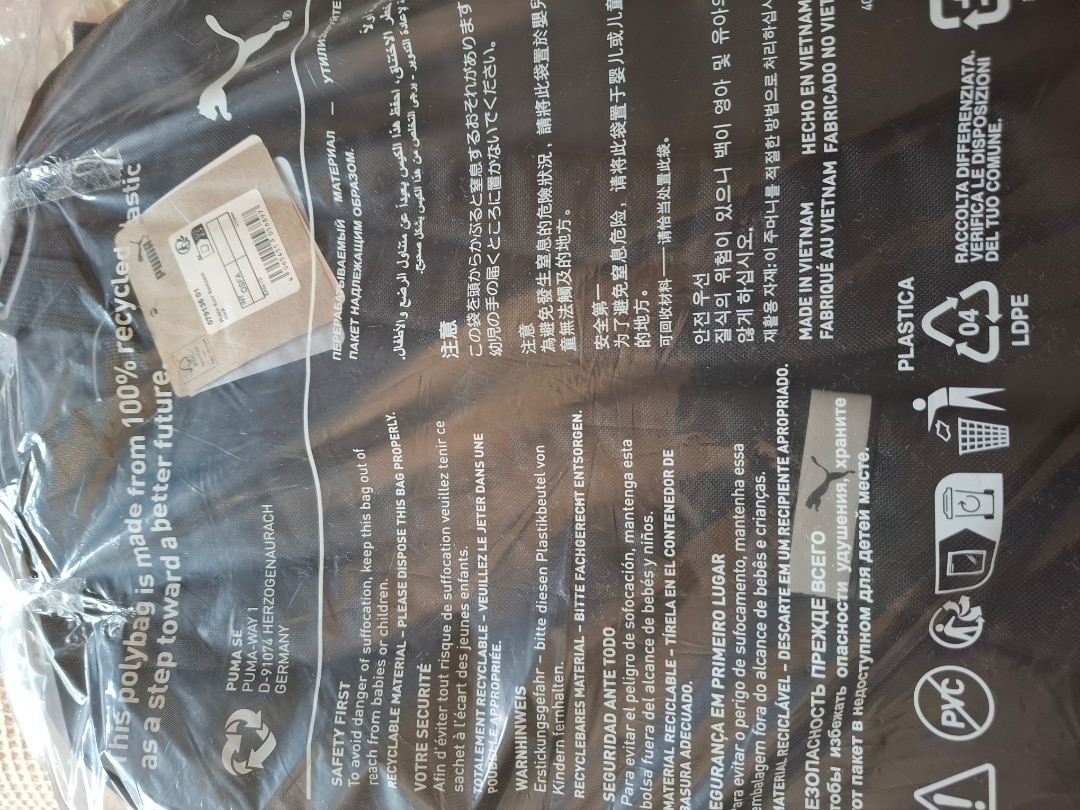 This polybag is made from 100% recycled plastic
as a step toward a better future.
PUMA SE
PUMA-WAY 1
D-91074 HERZOGENAURACH
GERMANY
PUMA
075136 01
SAFETY FIRST
To avoid danger of suffocation, keep this bag out of
reach from babies or children.
RECYCLABLE MATERIAL – PLEASE DISPOSE THIS BAG PROPERLY.
VOTRE SECURITÉ
Afin d'éviter tout risque de suffocation veuillez tenir ce
sachet à l'écart des jeunes enfants.
TOTALEMENT RECYCLABLE – VEUILLEZ LE JETER DANS UNE
POUBELLE APPROPRIÉE.
WARNHINWEIS
Erstickungsgefahr – bitte diesen Plastikbeutel von
Kindern fernhalten.
RECYCLEBARES MATERIAL – BITTE FACHGERECHT ENTSORGEN.
SEGURIDAD ANTE TODO
Para evitar el peligro de sofocación, mantenga esta
bolsa fuera del alcance de bebés y niños.
MATERIAL RECICLABLE – TÍRELA EN EL CONTENEDOR DE
BASURA ADECUADO.
EGURANÇA EM PRIMEIRO LUGAR
ara evitar o perigo de sufocamento, mantenha essa
mbalagem fora do alcance de bebês e crianças.
MATERIAL RECICLÁVEL – DESCARTE EM UM RECIPIENTE APROPRIADO.
ЕЗОПАСНОСТЬ ПРЕЖДЕ ВСЕГО
тобы избежать опасности удушения, храните
от пакет в недоступном для детей месте.
ПЕРЕРАБАТЫВАЕМЫЙ МАТЕРИАЛ –
ПАКЕТ НАДЛЕЖАЩИМ ОБРАЗОМ.
注意
この袋を頭からかぶると窒息するおそれがあります
幼児の手の届くところに置かないでください。
注意
為避免發生窒息的危險狀況，請將此袋置於嬰兒
童無法觸及的地方。
安全第一
为了避免窒息危险，请将此袋置于婴儿或儿童
的地方。
可回收材料 —— 请恰当处置此袋。
안전 우선
질식의 위험이 있으니 백이 영아 및 유아의
않게 하십시오.
재활용 자재: 이 주머니를 적절한 방법으로 처리하십시
MADE IN VIETNAM HECHO EN VIETNAM
FABRIQUÉ AU VIETNAM FABRICADO NO VIET
PVC
PLASTICA
04
LDPE
RACCOLTA DIFFERENZIATA.
VERIFICA LE DISPOSIZIONI
DEL TUO COMUNE.